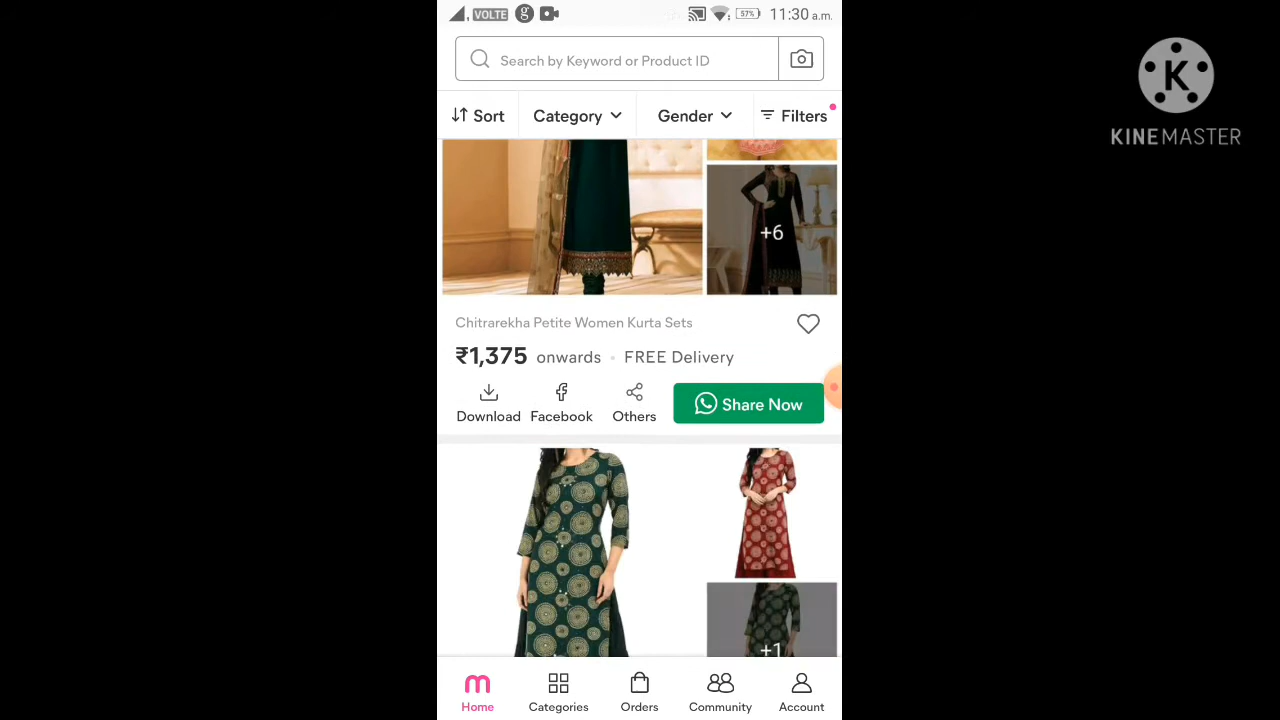 VOLTE 57% 11:30 a.m.
Search by Keyword or Product ID
K
KINEMASTER
Sort Category Gender Filters
+6
Chitrarekha Petite Women Kurta Sets
₹1,375 onwards • FREE Delivery
Download Facebook Others Share Now
+1
Home Categories Orders Community Account